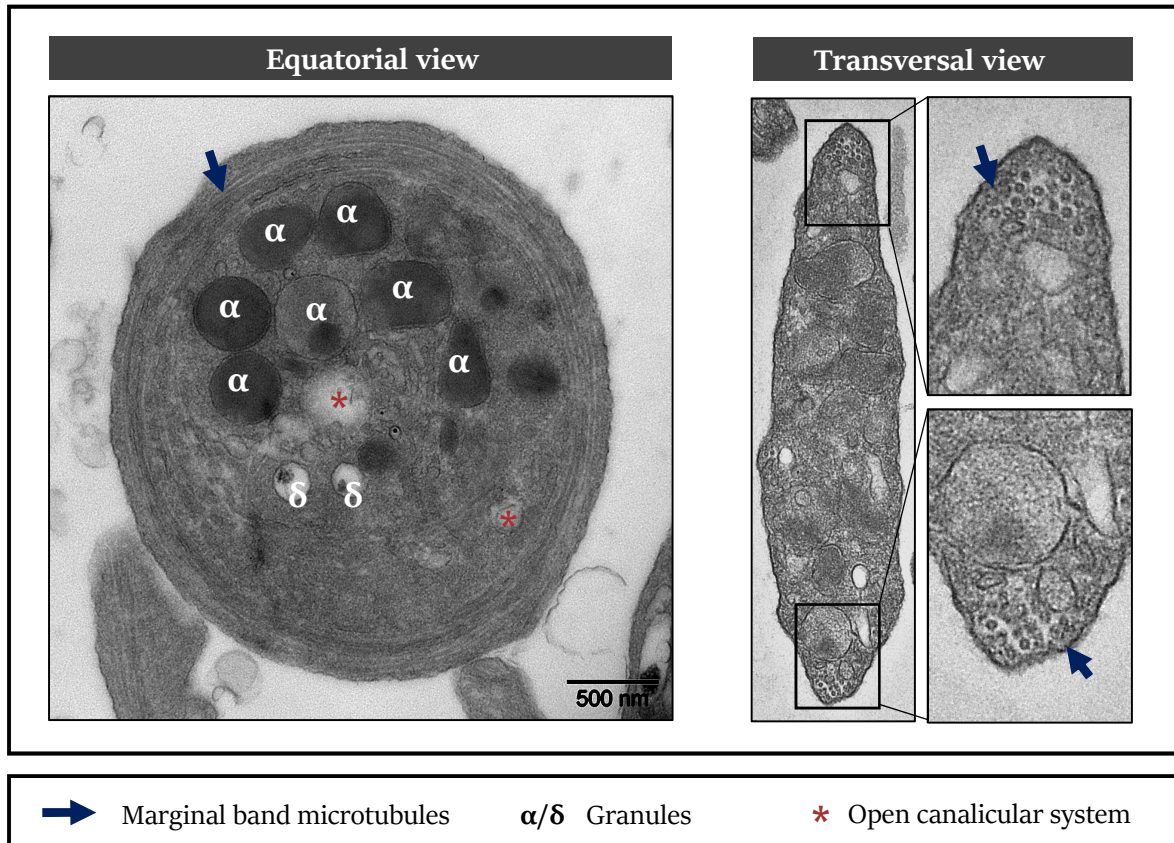 Equatorial view
Transversal view
α
α
α
α
α
α
α
*
δ
δ
*
500 nm
Marginal band microtubules
α/δ Granules
* Open canalicular system